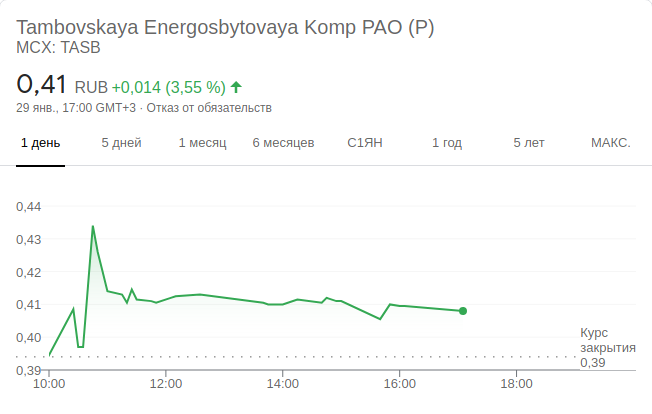 Tambovskaya Energosbytovaya Komp PAO (P)
MCX: TASB
0,41 RUB +0,014 (3,55 %)
29 янв., 17:00 GMT+3 · Отказ от обязательств
1 день 5 дней 1 месяц 6 месяцев С1ЯН 1 год 5 лет МАКС.
0,44
0,43
0,42
0,41
0,40
Курс
закрытия
0,39
0,39
10:00 12:00 14:00 16:00 18:00